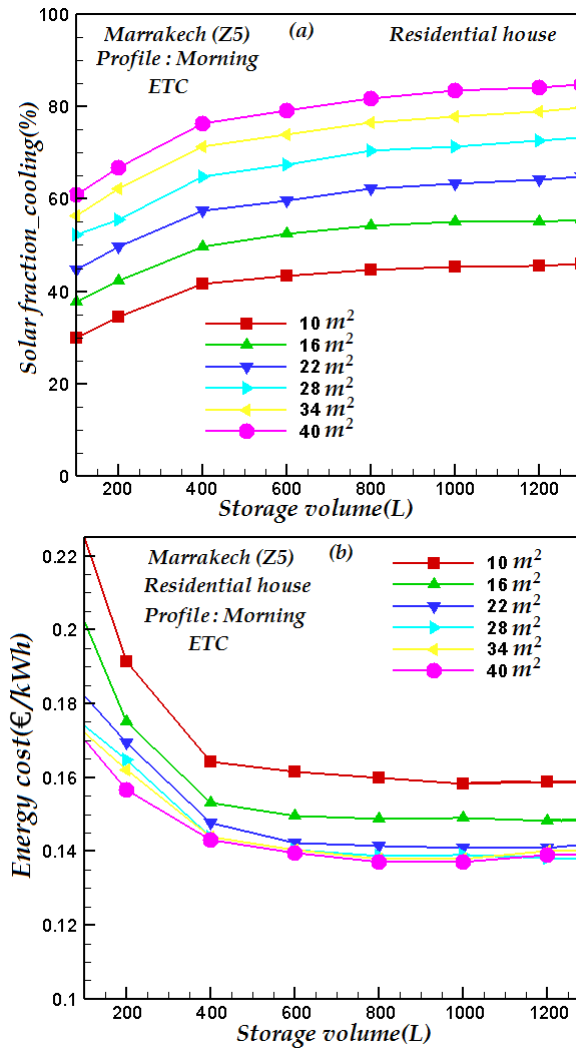 100
Marrakech (Z5) (a) Residential house
Profile : Morning
ETC
80
60
40
20
0
Solar fraction_cooling(%)
10 m²
16 m²
22 m²
28 m²
34 m²
40 m²
200 400 600 800 1000 1200
Storage volume(L)
0.22
Marrakech (Z5) (b)
Residential house
Profile : Morning
ETC
10 m²
16 m²
22 m²
28 m²
34 m²
40 m²
0.2
0.18
0.16
0.14
0.12
0.1
Energy cost(€/kWh)
200 400 600 800 1000 1200
Storage volume(L)